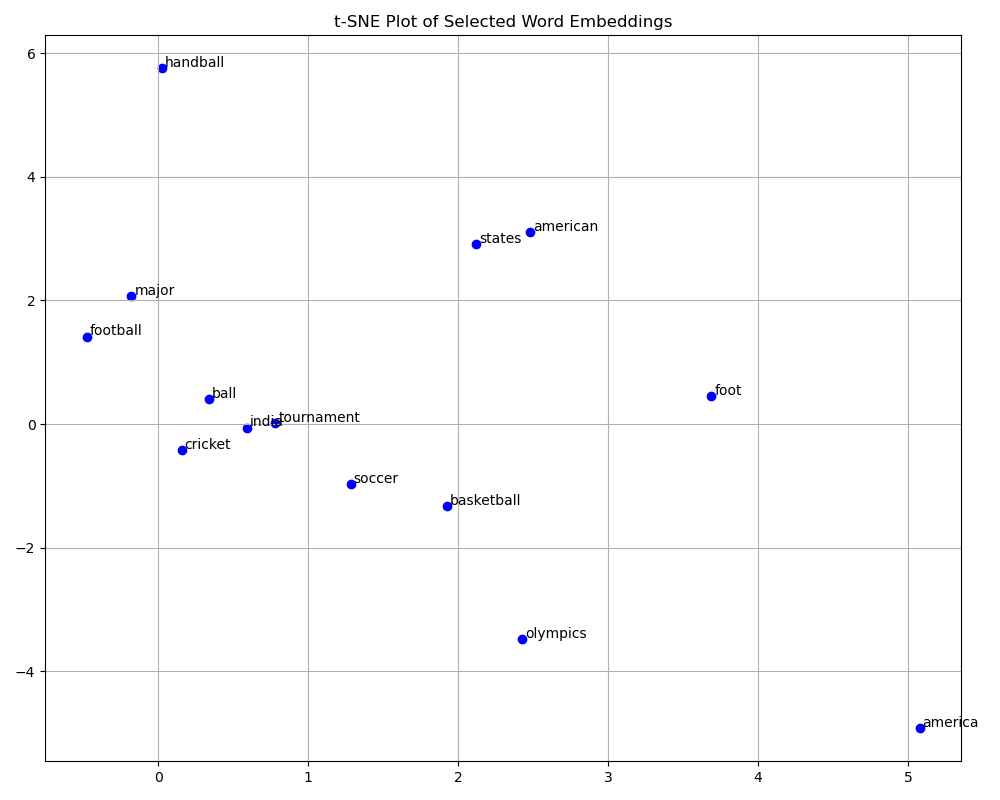 t-SNE Plot of Selected Word Embeddings
6
handball
4
american
states
2
major
football
ball
foot
0
india
tournament
cricket
soccer
basketball
−2
olympics
−4
america
0
1
2
3
4
5